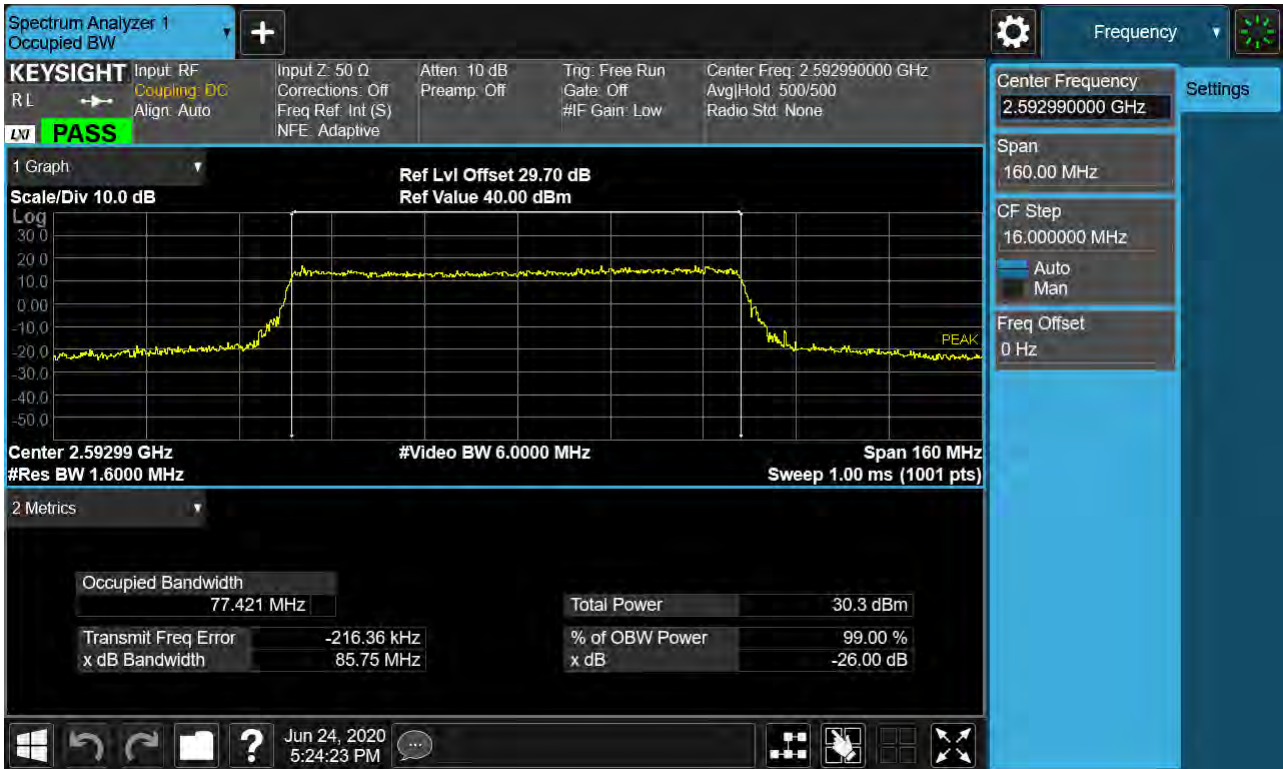 Spectrum Analyzer 1
Occupied BW
Frequency
KEYSIGHT
R L
LXI
PASS
Input: RF
Coupling: DC
Align: Auto
Input Z: 50 Ω
Corrections: Off
Freq Ref: Int (S)
NFE: Adaptive
Atten: 10 dB
Preamp: Off
Trig: Free Run
Gate: Off
#IF Gain: Low
Center Freq: 2.592990000 GHz
Avg|Hold: 500/500
Radio Std: None
Center Frequency
2.592990000 GHz
Settings
Span
160.00 MHz
CF Step
16.000000 MHz
Auto
Man
Freq Offset
0 Hz
1 Graph
Scale/Div 10.0 dB
Ref Lvl Offset 29.70 dB
Ref Value 40.00 dBm
Log
30.0
20.0
10.0
0.00
-10.0
-20.0
-30.0
-40.0
-50.0
PEAK
Center 2.59299 GHz
#Video BW 6.0000 MHz
Span 160 MHz
#Res BW 1.6000 MHz
Sweep 1.00 ms (1001 pts)
2 Metrics
Occupied Bandwidth
77.421 MHz
Total Power 30.3 dBm
Transmit Freq Error -216.36 kHz
% of OBW Power 99.00 %
x dB Bandwidth 85.75 MHz
x dB -26.00 dB
?
Jun 24, 2020
5:24:23 PM